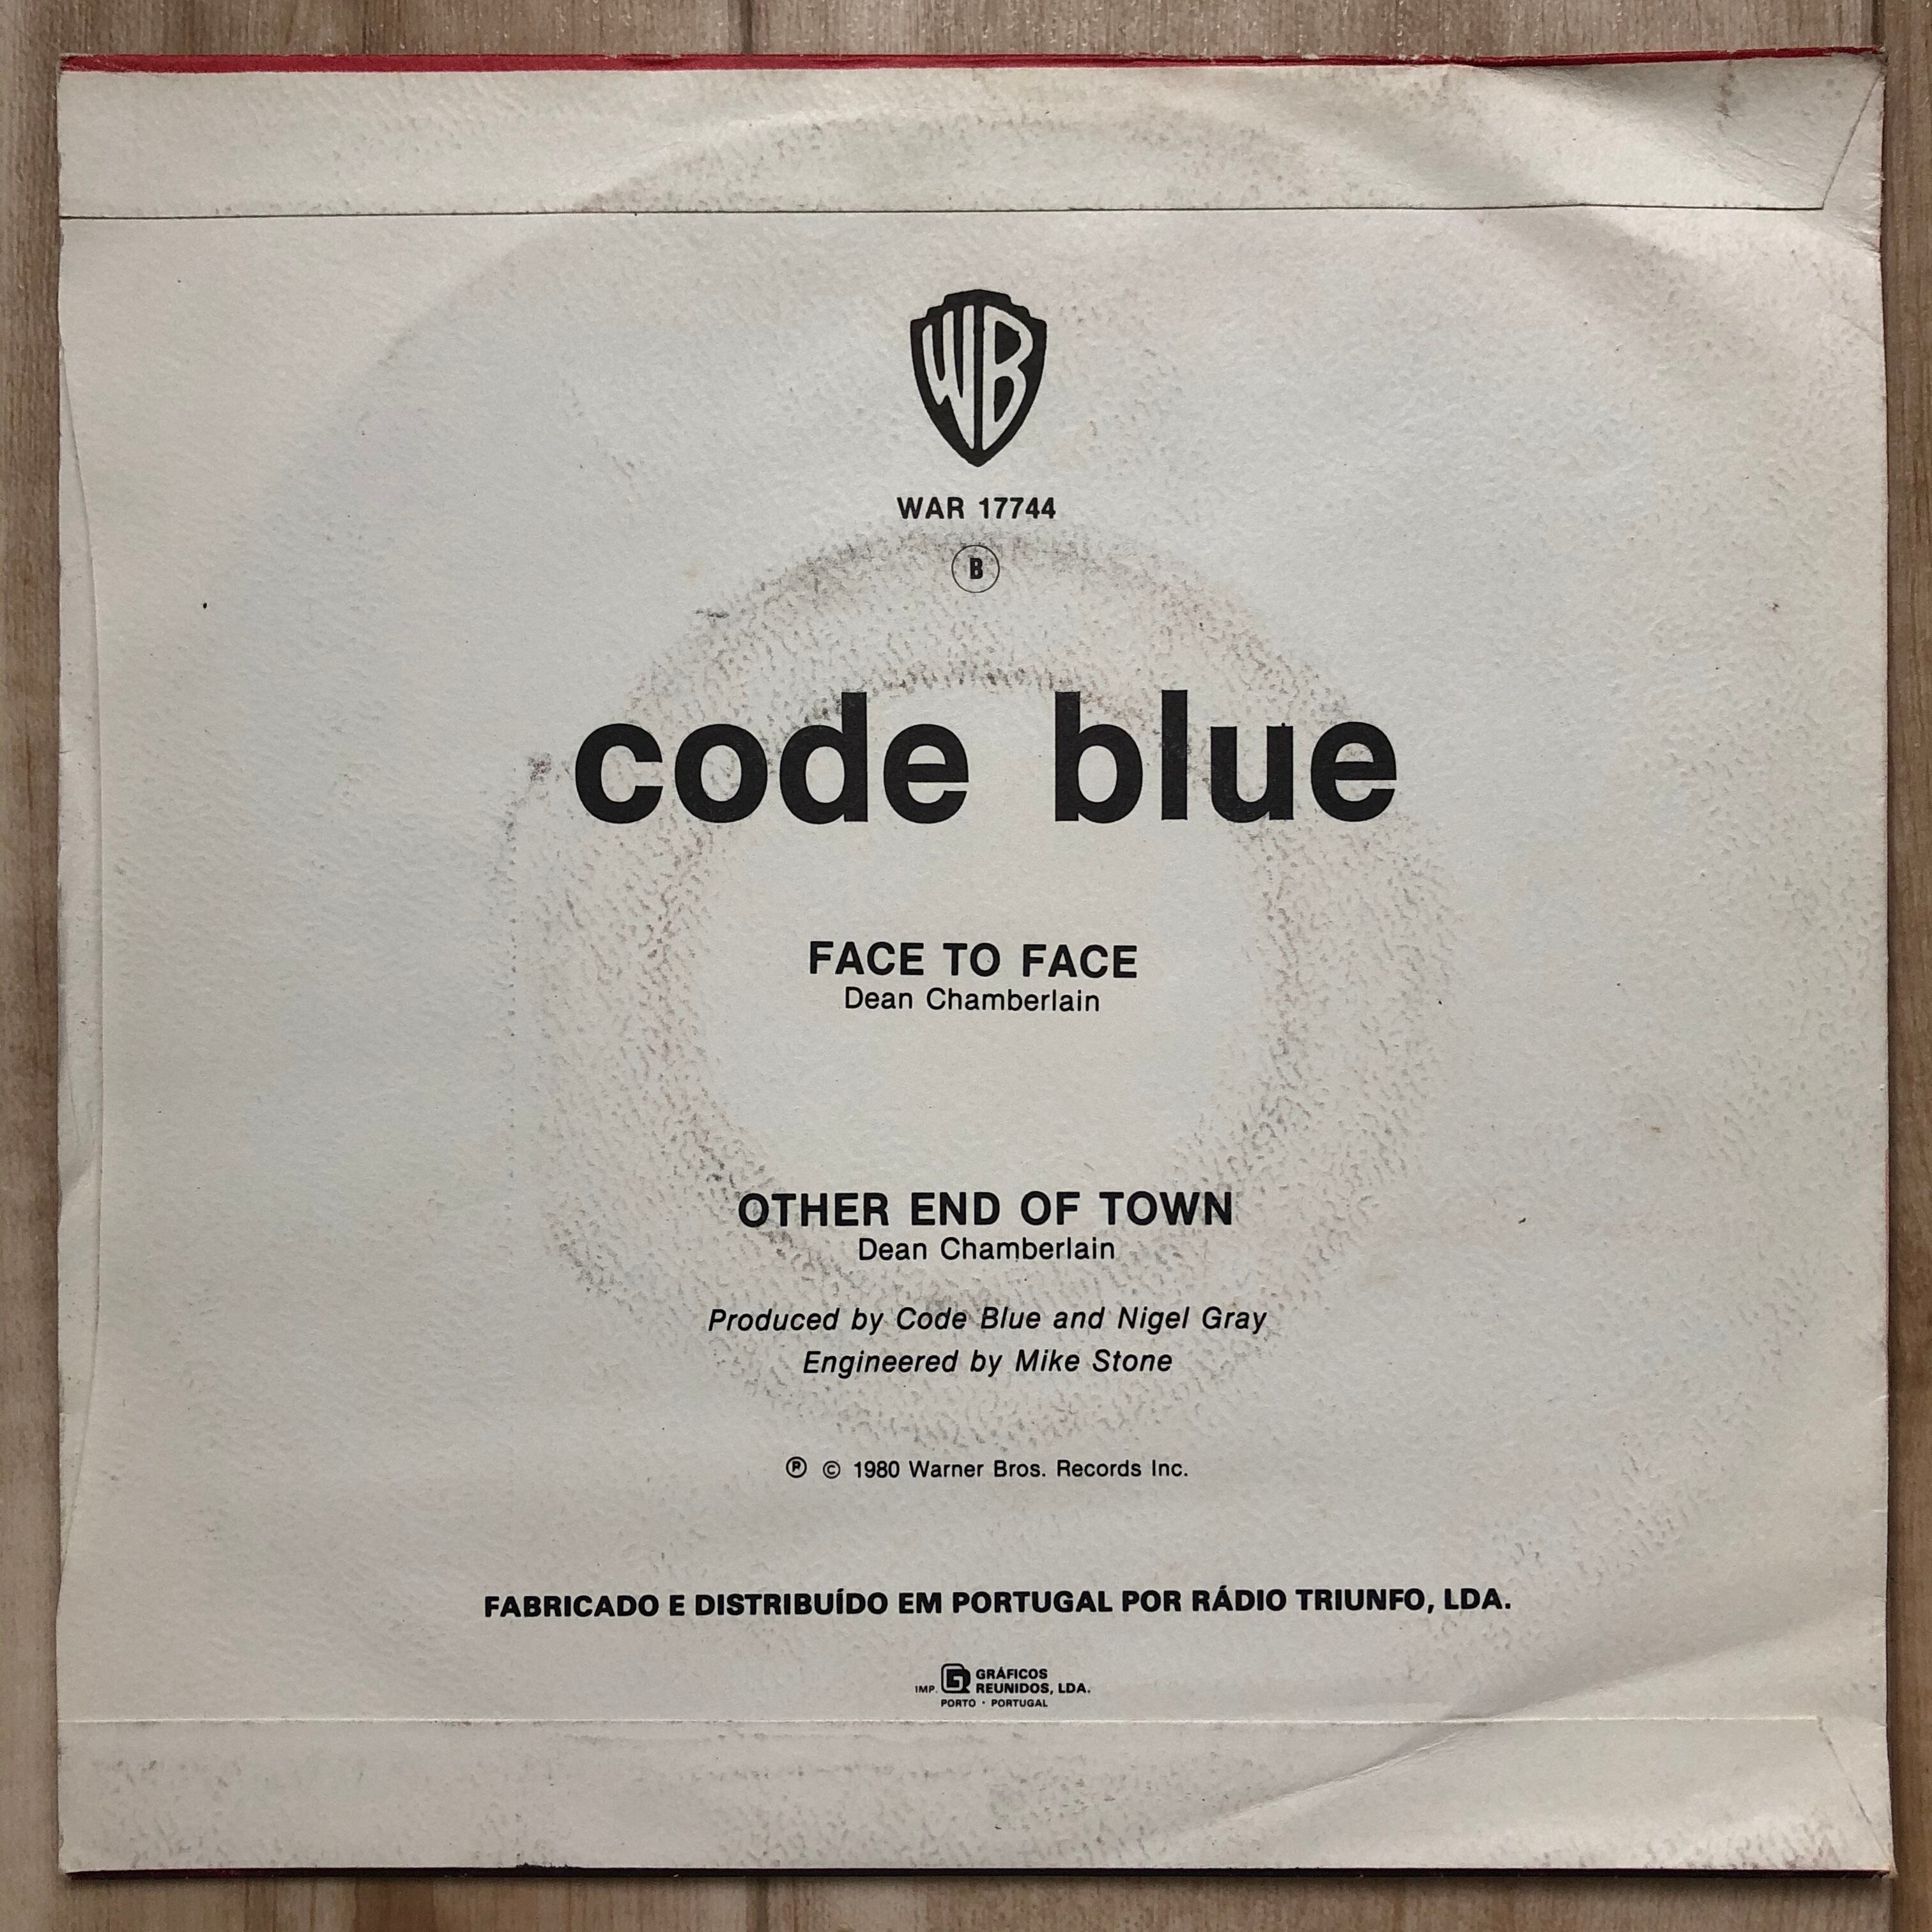 WB
WAR 17744
B
code blue
FACE TO FACE
Dean Chamberlain
OTHER END OF TOWN
Dean Chamberlain
Produced by Code Blue and Nigel Gray
Engineered by Mike Stone
℗ © 1980 Warner Bros. Records Inc.
FABRICADO E DISTRIBUÍDO EM PORTUGAL POR RÁDIO TRIUNFO, LDA.
GRÁFICOS
IMP. GR REUNIDOS, LDA.
PORTO · PORTUGAL